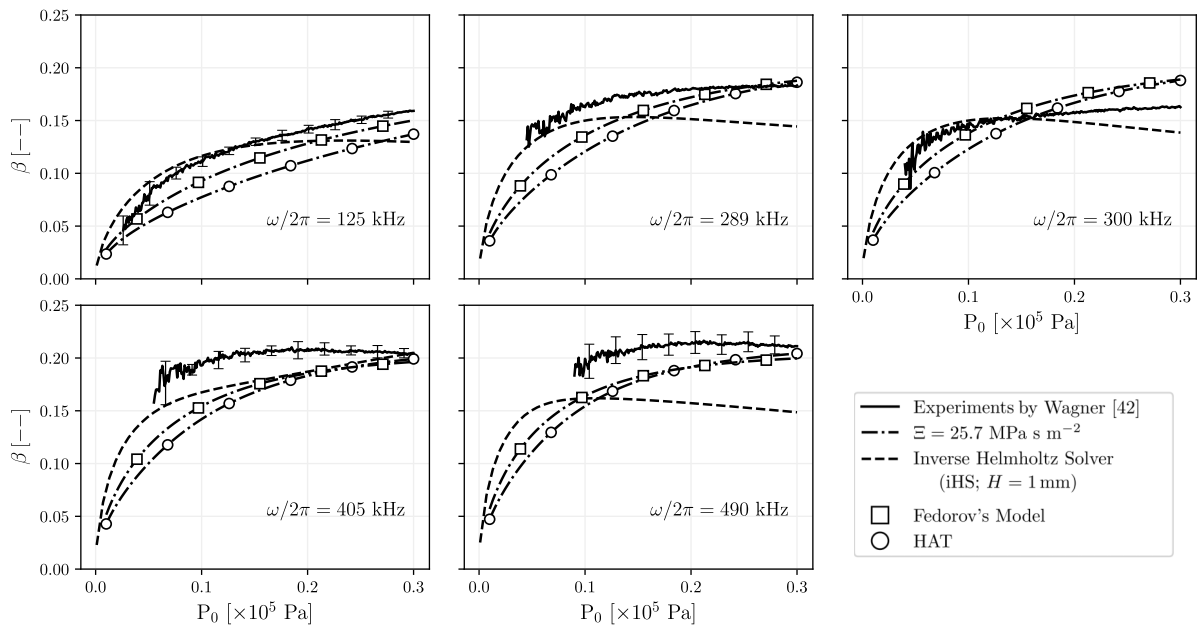 0.25
0.20
0.15
0.10
0.05
0.00
β [−−]
ω/2π = 125 kHz
ω/2π = 289 kHz
ω/2π = 300 kHz
0.0 0.1 0.2 0.3
P₀ [×10⁵ Pa]
0.25
0.20
0.15
0.10
0.05
0.00
β [−−]
ω/2π = 405 kHz
0.0 0.1 0.2 0.3
P₀ [×10⁵ Pa]
ω/2π = 490 kHz
0.0 0.1 0.2 0.3
P₀ [×10⁵ Pa]
Experiments by Wagner [42]
Ξ = 25.7 MPa s m⁻²
Inverse Helmholtz Solver
(iHS; H = 1 mm)
Fedorov's Model
HAT